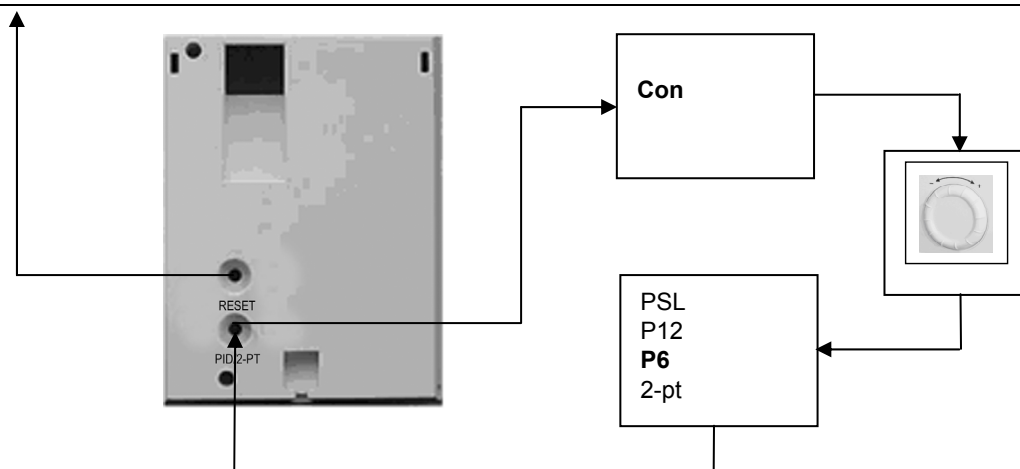 Con
RESET
PID/2-PT
PSL
P12
P6
2-pt